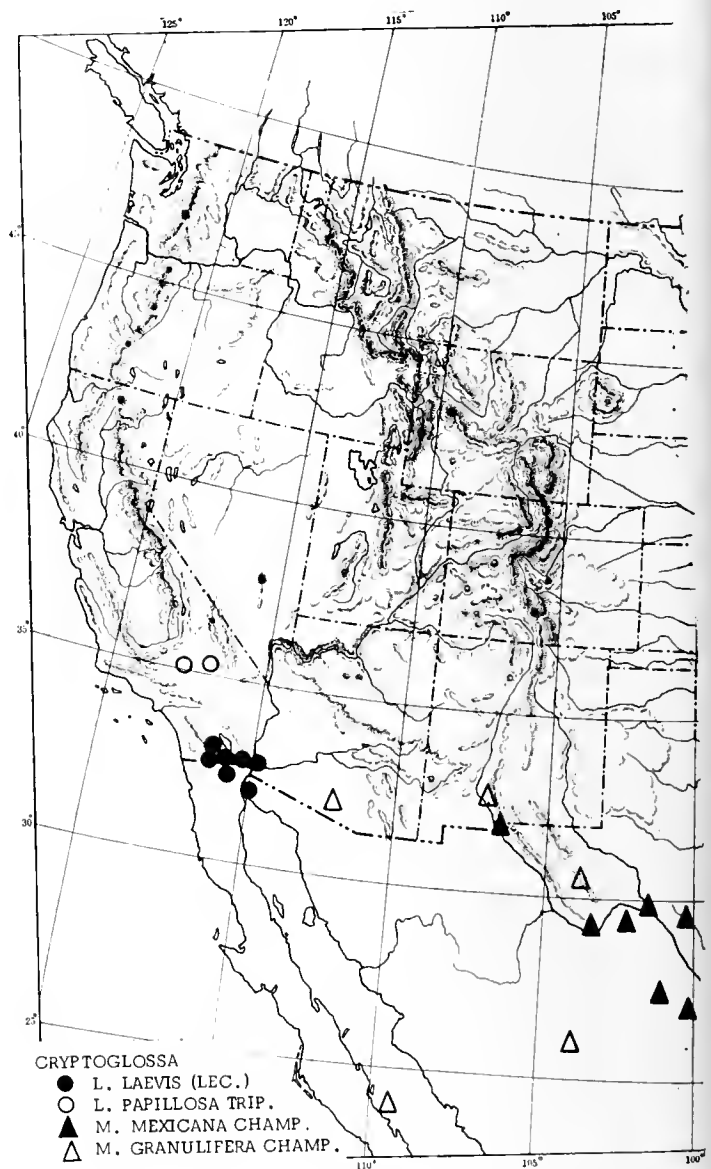 125° 120° 115° 110° 105°
45°
40°
35°
30°
25°
CRYPTOGLOSSA
L. LAEVIS (LEC.)
L. PAPILLOSA TRIP.
M. MEXICANA CHAMP.
M. GRANULIFERA CHAMP.
110° 105° 100°